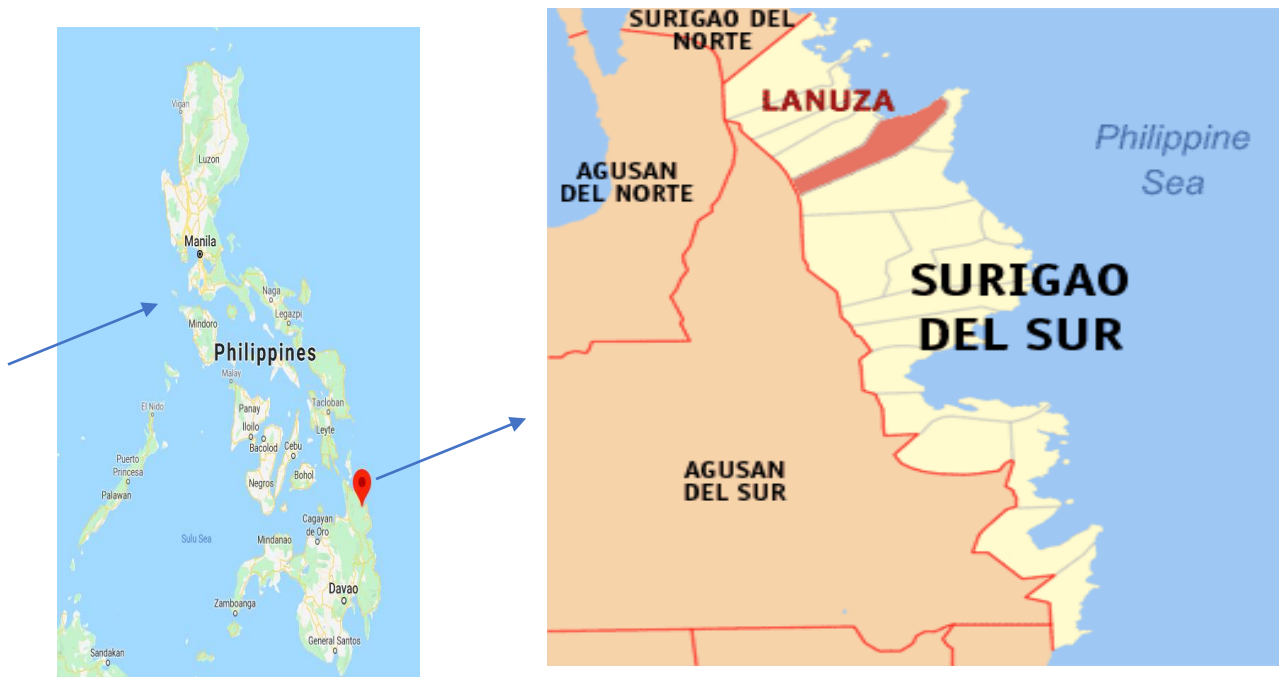 Vigan
Luzon
Manila
Naga
Legazpi
Mindoro
Philippines
Malay
El Nido
Panay
Tacloban
Iloilo
Leyte
Bacolod
Cebu
Puerto
Princesa
Negros
Bohol
Palawan
Cagayan
de Oro
Sulu Sea
Mindanao
Davao
Zamboanga
General Santos
Sandakan
SURIGAO DEL
NORTE
LANUZA
Philippine
Sea
AGUSAN
DEL NORTE
SURIGAO
DEL SUR
AGUSAN
DEL SUR